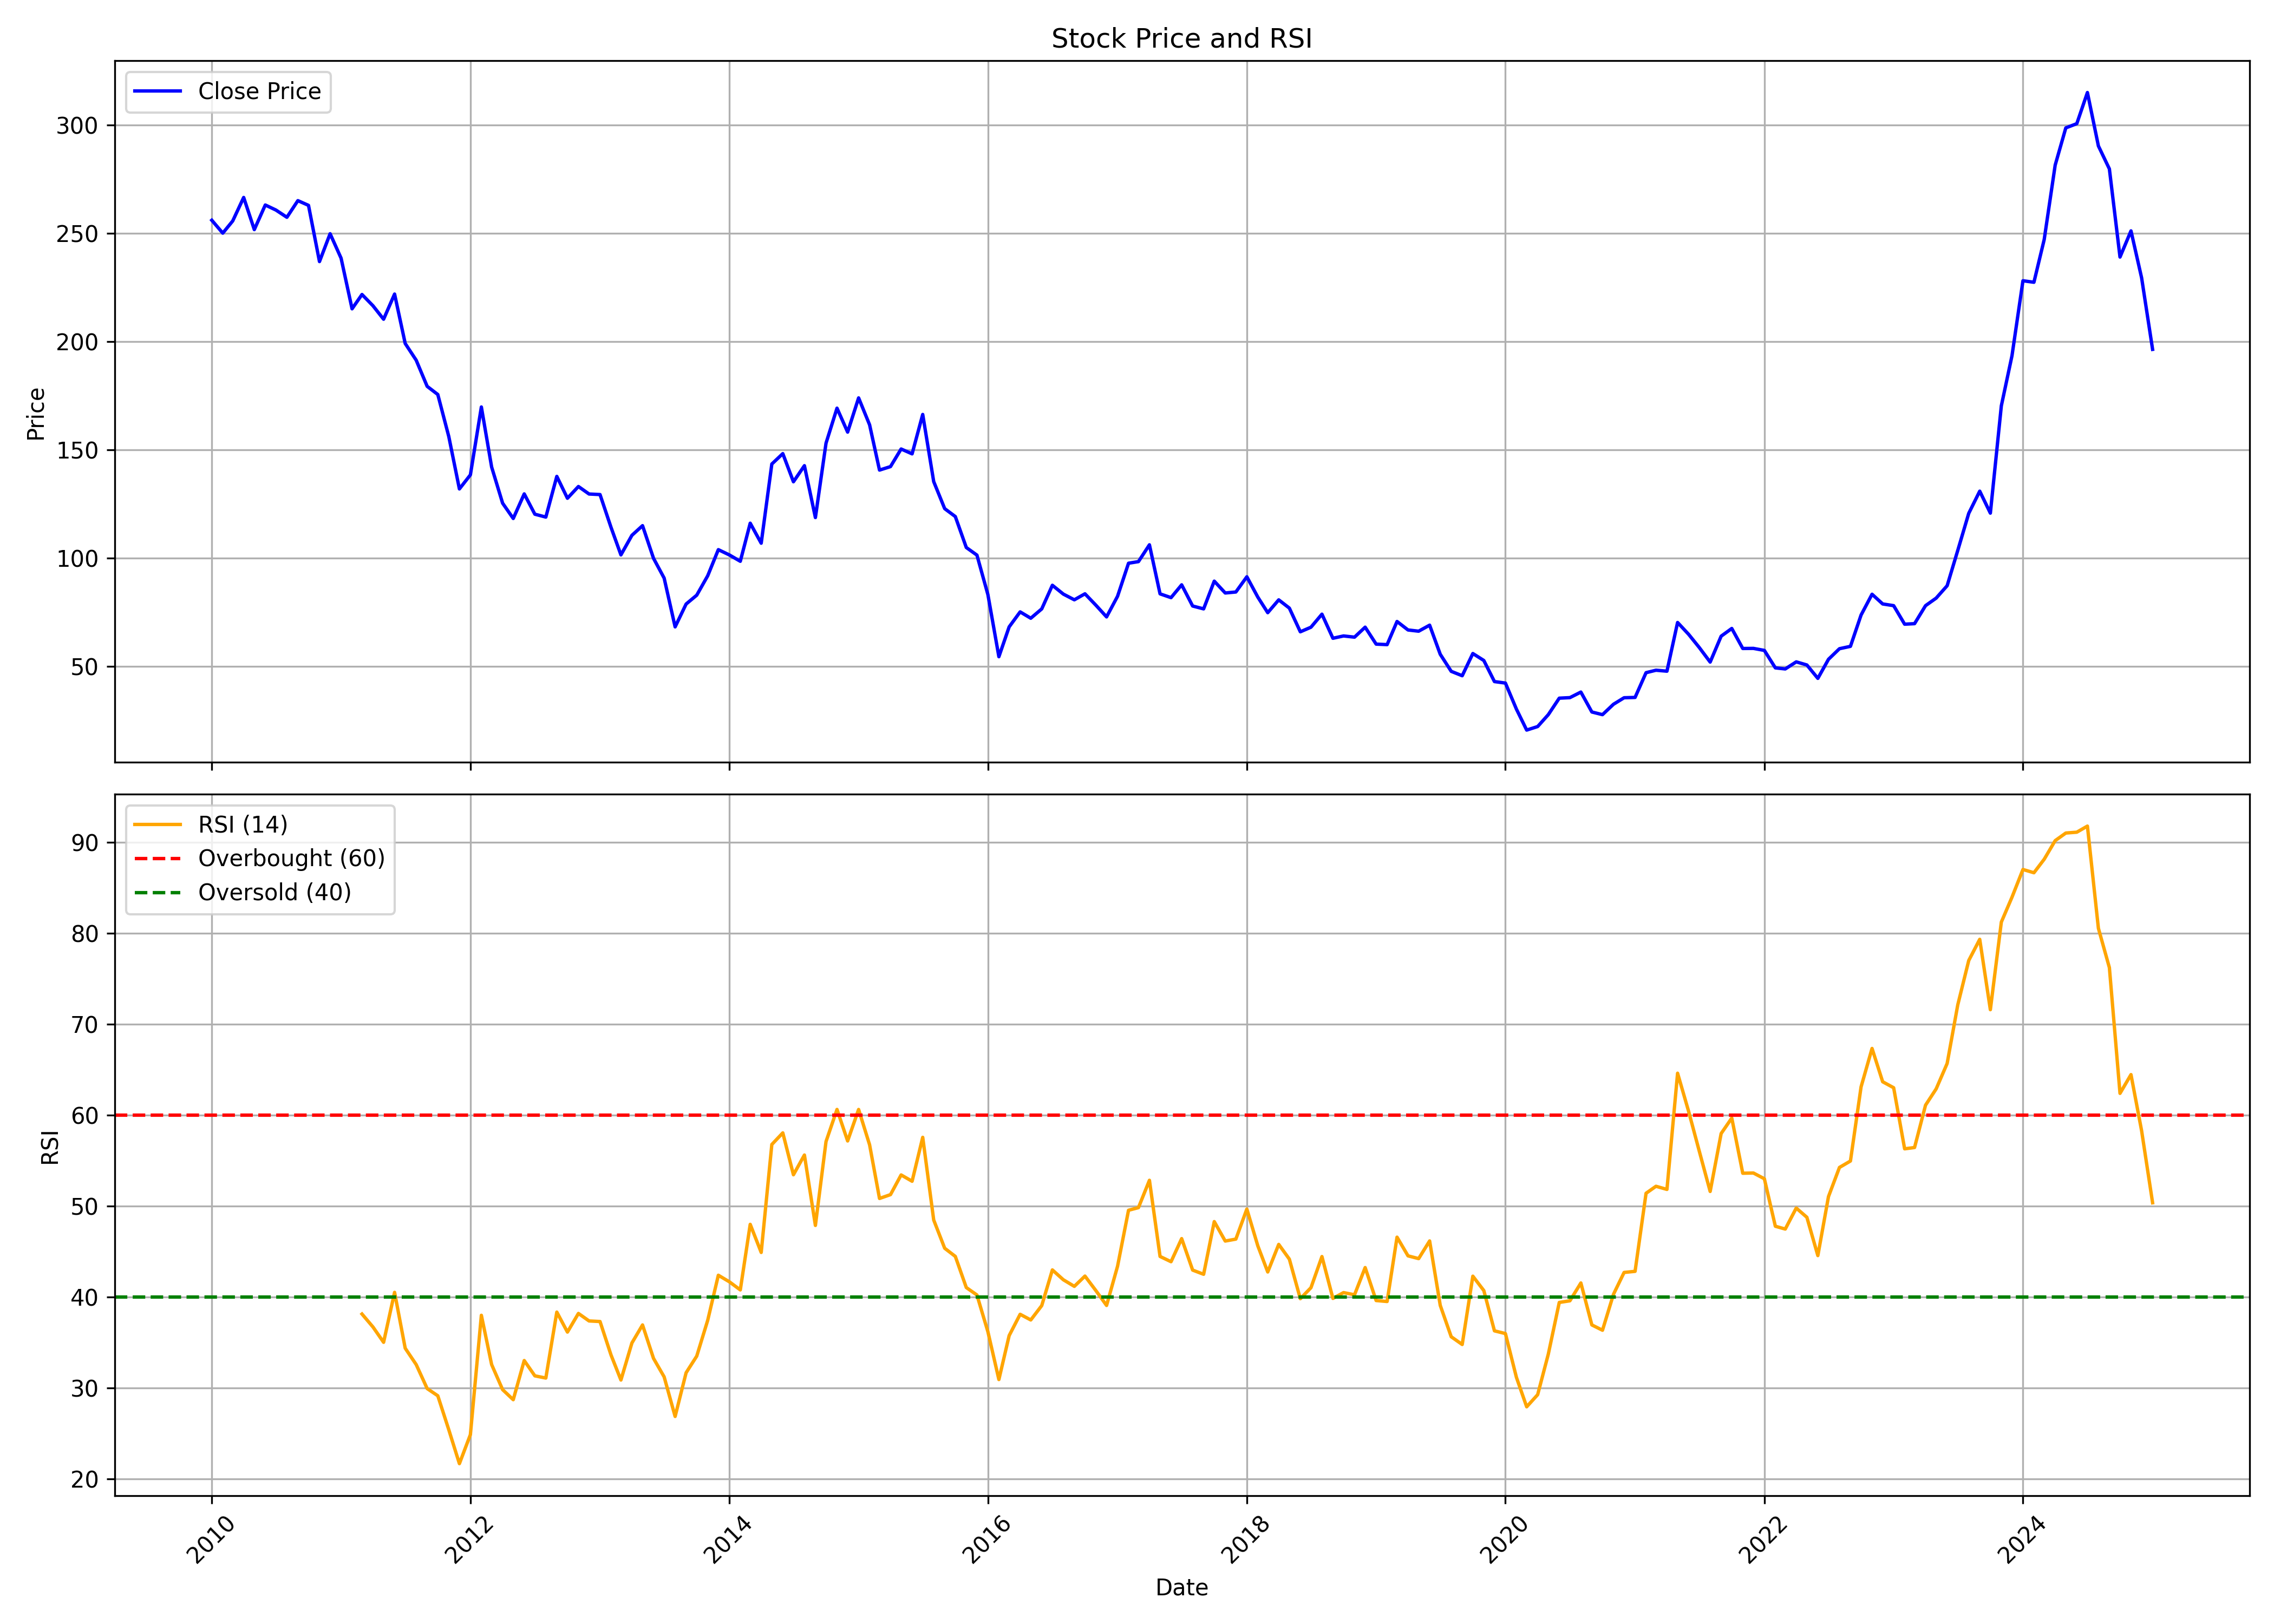 Stock Price and RSI
Close Price
300
250
200
150
100
50
Price
RSI (14)
Overbought (60)
Oversold (40)
90
80
70
60
50
40
30
20
RSI
2010
2012
2014
2016
2018
2020
2022
2024
Date